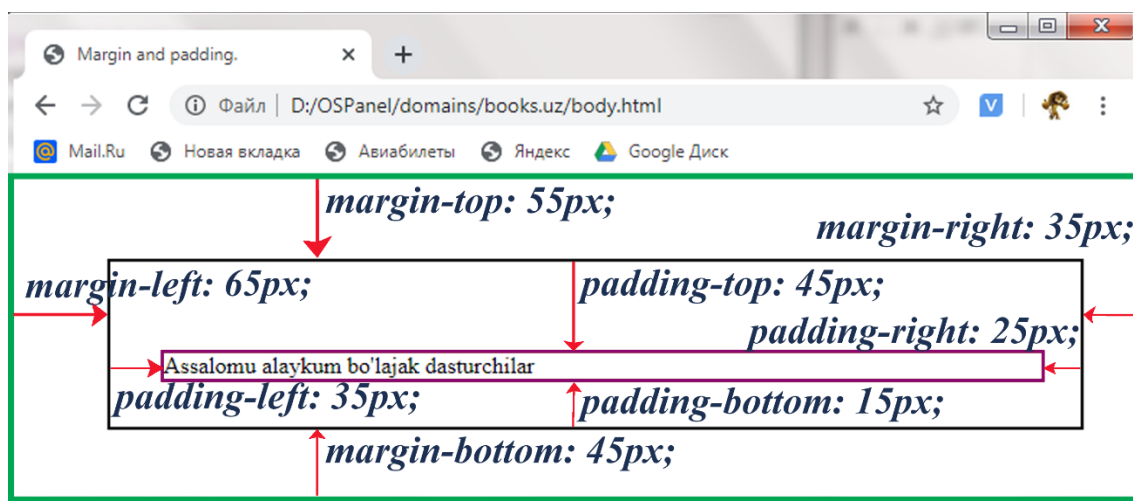 Margin and padding.
Файл | D:/OSPanel/domains/books.uz/body.html
Mail.Ru Новая вкладка Авиабилеты Яндекс Google Диск
margin-top: 55px;
margin-right: 35px;
margin-left: 65px;
padding-top: 45px;
padding-right: 25px;
Assalomu alaykum bo'lajak dasturchilar
padding-left: 35px;
padding-bottom: 15px;
margin-bottom: 45px;